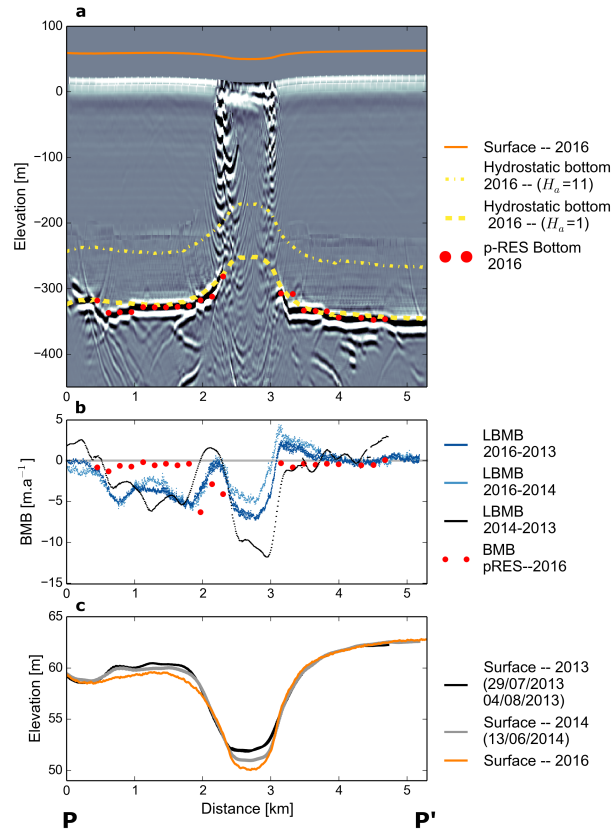 a
100
0
−100
−200
−300
−400
Elevation [m]
0
1
2
3
4
5
Surface -- 2016
Hydrostatic bottom
2016 -- (Hₐ=11)
Hydrostatic bottom
2016 -- (Hₐ=1)
p-RES Bottom
2016
b
5
0
−5
−10
−15
BMB [m.a⁻¹]
0
1
2
3
4
5
LBMB
2016-2013
LBMB
2016-2014
LBMB
2014-2013
BMB
pRES--2016
c
65
60
55
50
Elevation [m]
0
1
2
3
4
5
Distance [km]
P
P'
Surface -- 2013
(29/07/2013
04/08/2013)
Surface -- 2014
(13/06/2014)
Surface -- 2016